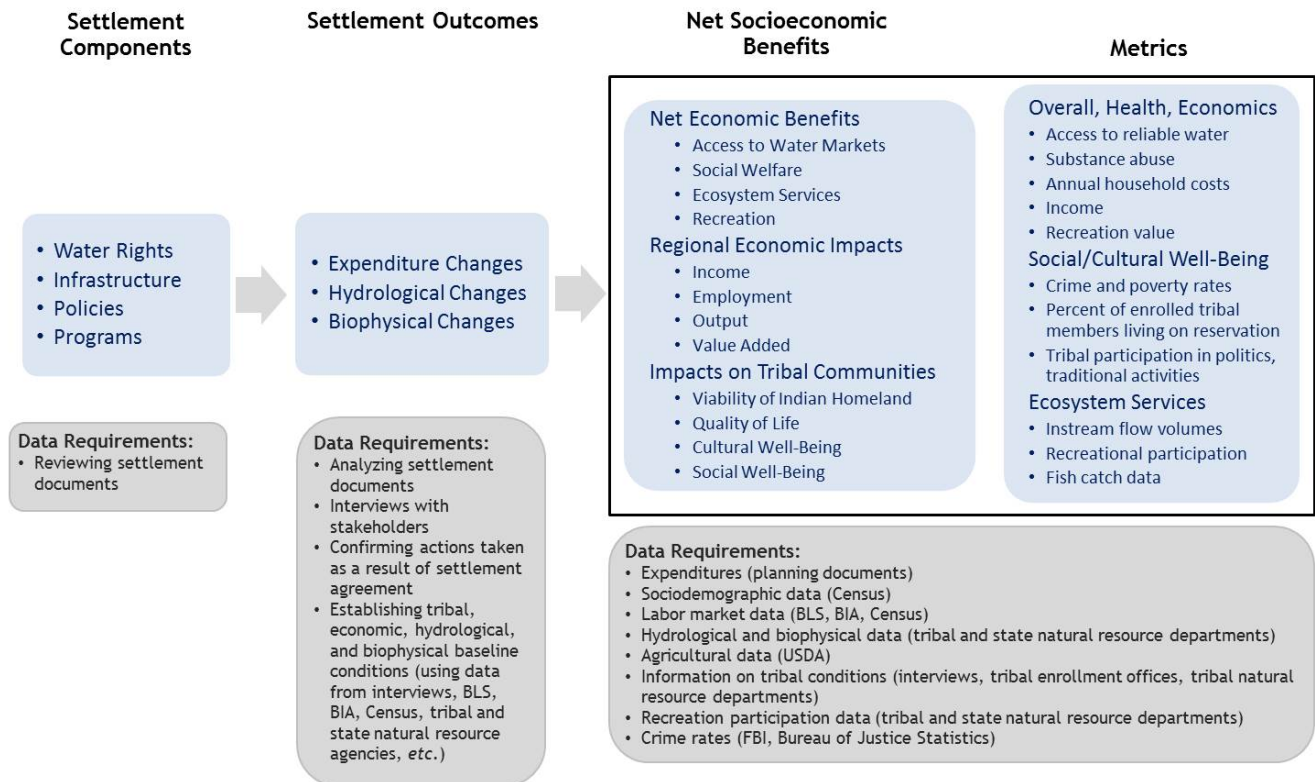 Settlement
Components
Settlement Outcomes
Net Socioeconomic
Benefits
Metrics
• Water Rights
• Infrastructure
• Policies
• Programs
• Expenditure Changes
• Hydrological Changes
• Biophysical Changes
Net Economic Benefits
• Access to Water Markets
• Social Welfare
• Ecosystem Services
• Recreation
Regional Economic Impacts
• Income
• Employment
• Output
• Value Added
Impacts on Tribal Communities
• Viability of Indian Homeland
• Quality of Life
• Cultural Well-Being
• Social Well-Being
Overall, Health, Economics
• Access to reliable water
• Substance abuse
• Annual household costs
• Income
• Recreation value
Social/Cultural Well-Being
• Crime and poverty rates
• Percent of enrolled tribal
members living on reservation
• Tribal participation in politics,
traditional activities
Ecosystem Services
• Instream flow volumes
• Recreational participation
• Fish catch data
Data Requirements:
• Reviewing settlement
documents
Data Requirements:
• Analyzing settlement
documents
• Interviews with
stakeholders
• Confirming actions taken
as a result of settlement
agreement
• Establishing tribal,
economic, hydrological,
and biophysical baseline
conditions (using data
from interviews, BLS,
BIA, Census, tribal and
state natural resource
agencies, etc.)
Data Requirements:
• Expenditures (planning documents)
• Sociodemographic data (Census)
• Labor market data (BLS, BIA, Census)
• Hydrological and biophysical data (tribal and state natural resource departments)
• Agricultural data (USDA)
• Information on tribal conditions (interviews, tribal enrollment offices, tribal natural
resource departments)
• Recreation participation data (tribal and state natural resource departments)
• Crime rates (FBI, Bureau of Justice Statistics)